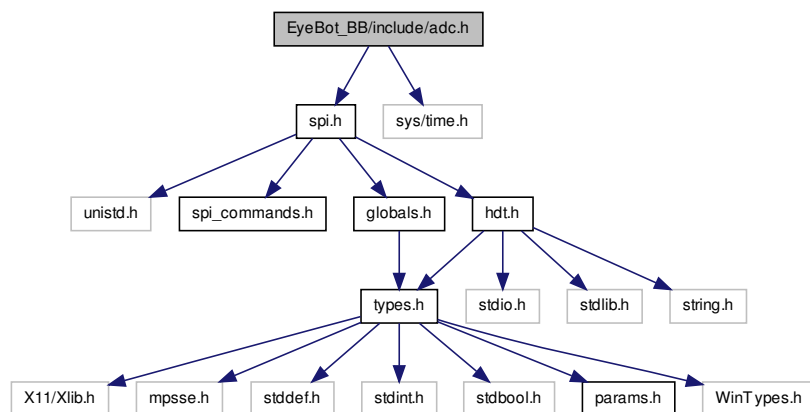 EyeBot_BB/include/adc.h
spi.h
sys/time.h
unistd.h
spi_commands.h
globals.h
hdt.h
types.h
stdio.h
stdlib.h
string.h
X11/Xlib.h
mpsse.h
stddef.h
stdint.h
stdbool.h
params.h
WinTypes.h